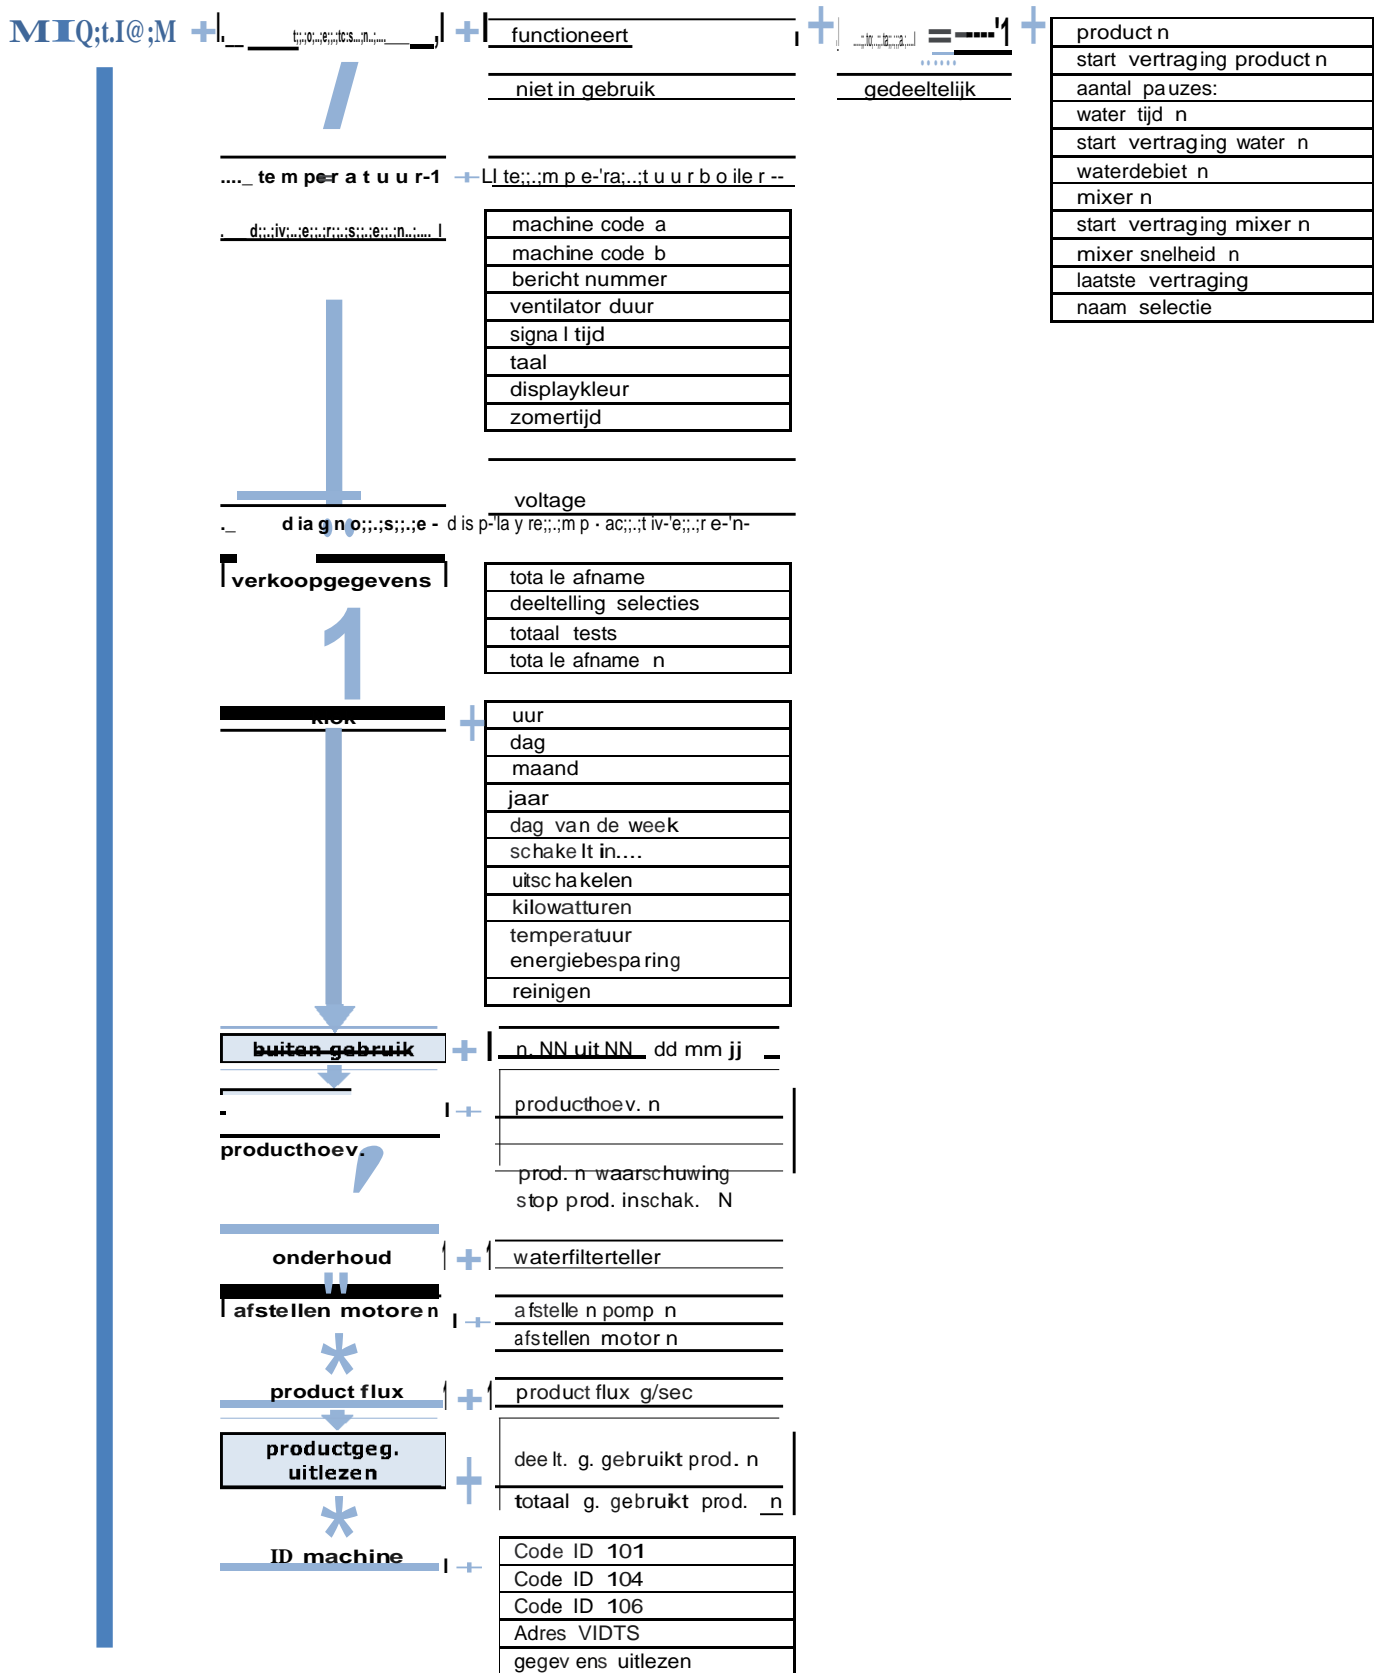 functioneert
niet in gebruik
gedeeltelijk
product n
start vertraging product n
aantal pauzes:
water tijd n
start vertraging water n
waterdebiet n
mixer n
start vertraging mixer n
mixer snelheid n
laatste vertraging
naam selectie
machine code a
machine code b
bericht nummer
ventilator duur
signa l tijd
taal
displaykleur
zomertijd
voltage
verkoopgegevens
tota le afname
deeltelling selecties
totaal tests
tota le afname n
uur
dag
maand
jaar
dag van de week
schake lt in....
uitschakelen
kilowatturen
temperatuur
energiebesparing
reinigen
buiten gebruik
n. NN uit NN dd mm jj
producthoev. n
producthoev.
prod. n waarschuwing
stop prod. inschak. N
onderhoud
waterfilterteller
afstellen motoren
afstelle n pomp n
afstellen motor n
product flux
product flux g/sec
productgeg.
uitlezen
dee lt. g. gebruikt prod. n
totaal g. gebruikt prod. n
ID machine
Code ID 101
Code ID 104
Code ID 106
Adres VIDTS
gegev ens uitlezen